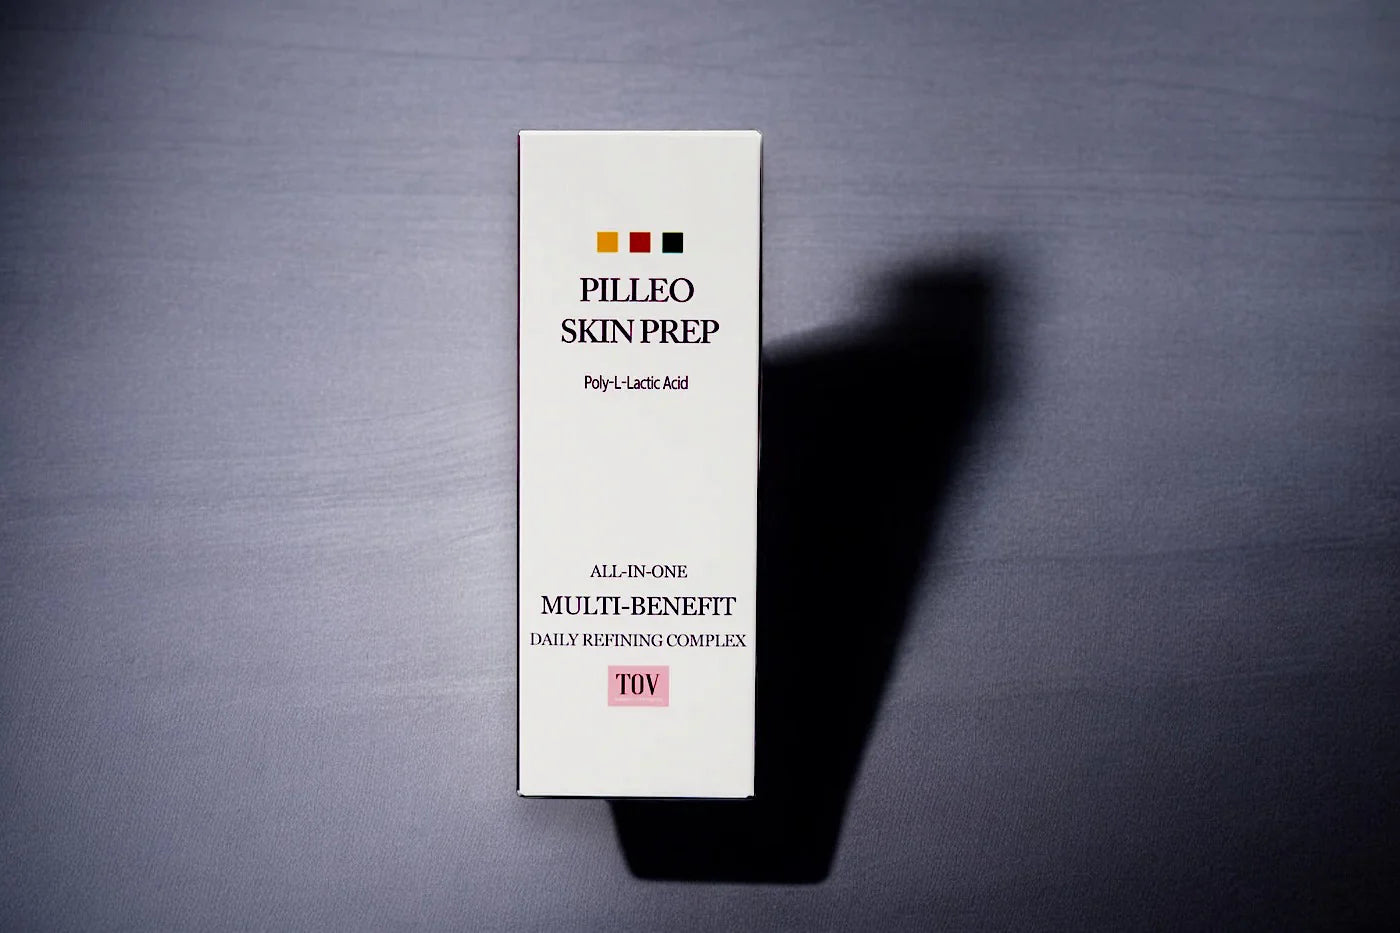 PILLEO
SKIN PREP
Poly-L-Lactic Acid
ALL-IN-ONE
MULTI-BENEFIT
DAILY REFINING COMPLEX
TOV